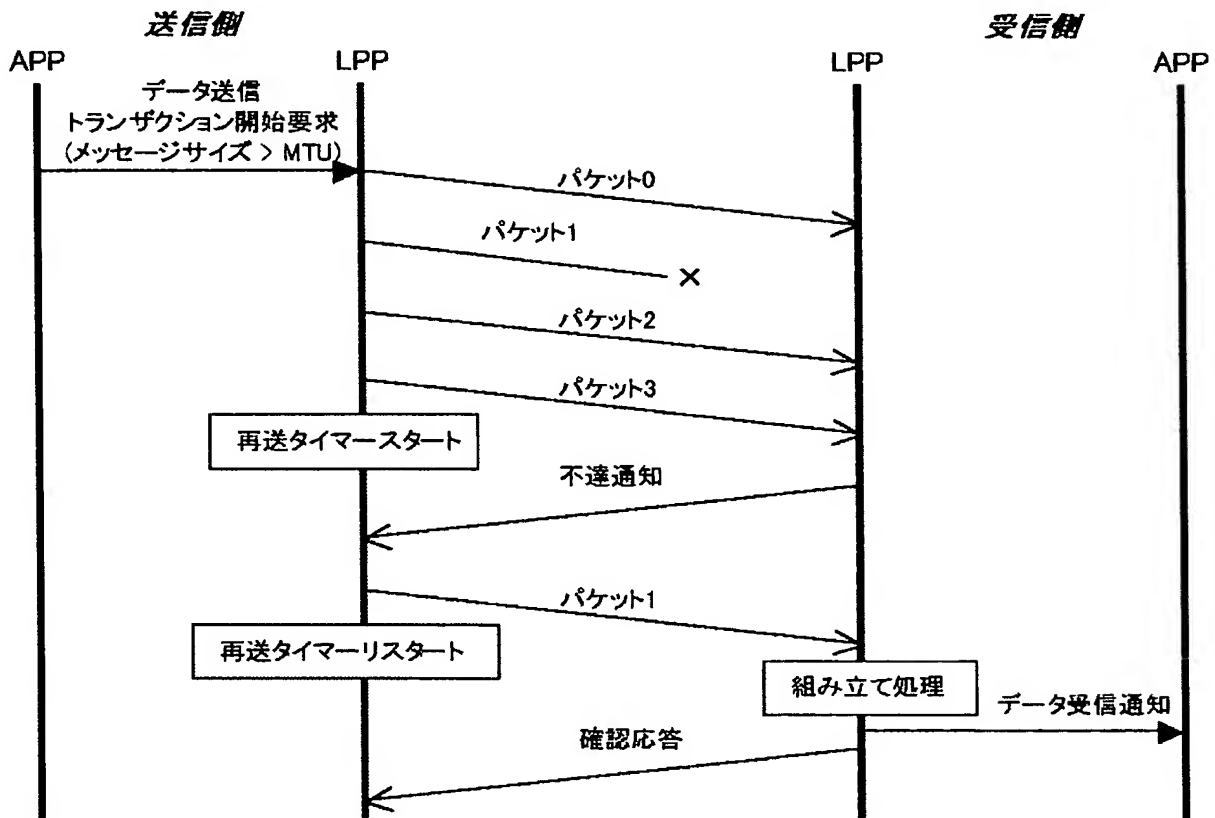 送信側
受信側
APP
LPP
LPP
APP
データ送信
トランザクション開始要求
(メッセージサイズ > MTU)
パケット0
パケット1
×
パケット2
パケット3
再送タイマースタート
不達通知
パケット1
再送タイマーリスタート
組み立て処理
データ受信通知
確認応答